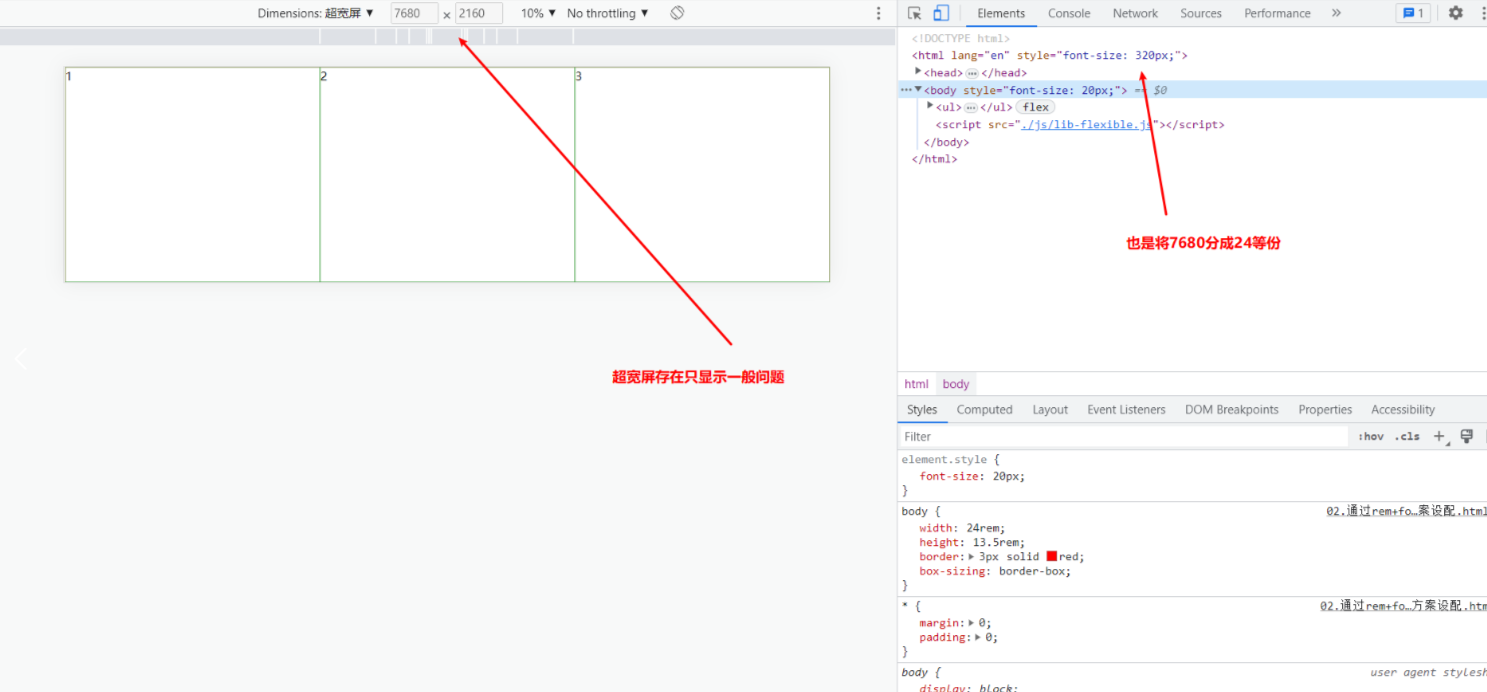 Dimensions: 超宽屏 ▼ 7680 × 2160 10% ▼ No throttling ▼
Elements Console Network Sources Performance » 1
1 2 3
<!DOCTYPE html>
<html lang="en" style="font-size: 320px;">
<head> ••• </head>
••• <body style="font-size: 20px;"> == $0
<ul> ••• </ul> flex
<script src="./js/lib-flexible.js"></script>
</body>
</html>
也是将7680分成24等份
超宽屏存在只显示一般问题
html body
Styles Computed Layout Event Listeners DOM Breakpoints Properties Accessibility
Filter :hov .cls +
element.style {
font-size: 20px;
}
body { 02.通过rem+fo…案设配.html
width: 24rem;
height: 13.5rem;
border: 3px solid red;
box-sizing: border-box;
}
* { 02.通过rem+fo…方案设配.htm
margin: 0;
padding: 0;
}
body { user agent stylesh
display: block;